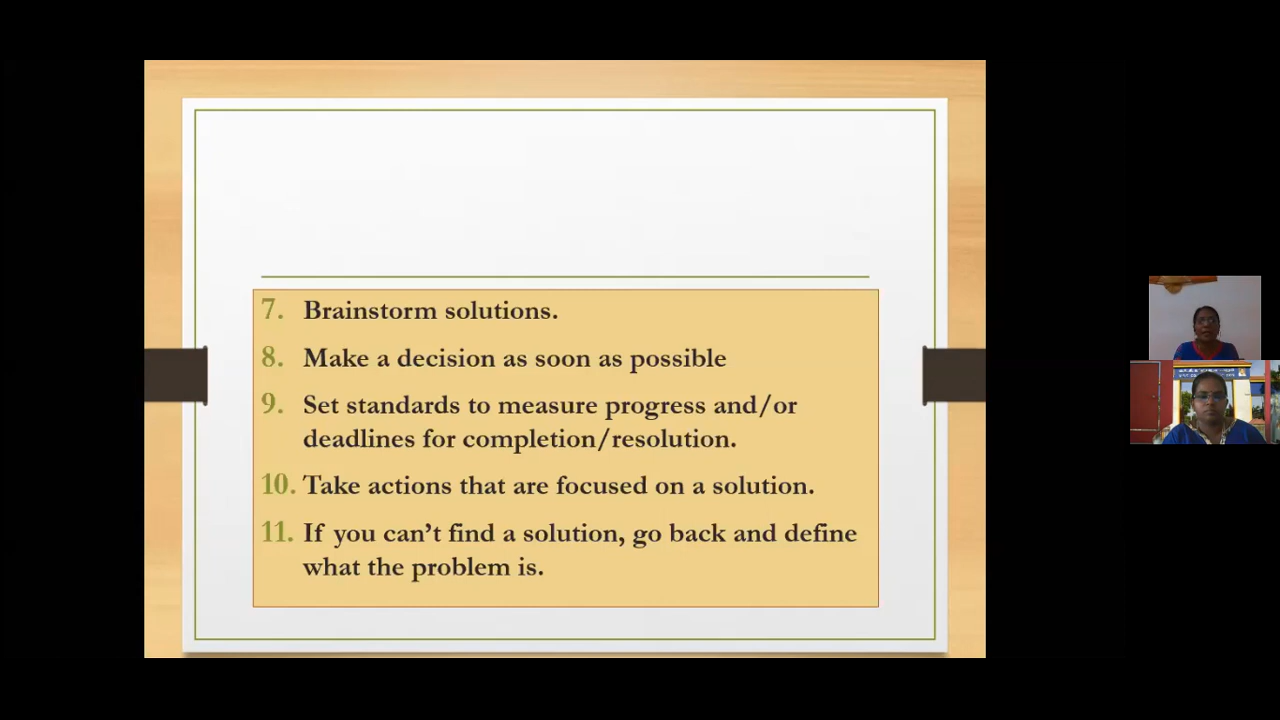 7. Brainstorm solutions.
8. Make a decision as soon as possible
9. Set standards to measure progress and/or
deadlines for completion/resolution.
10. Take actions that are focused on a solution.
11. If you can’t find a solution, go back and define
what the problem is.